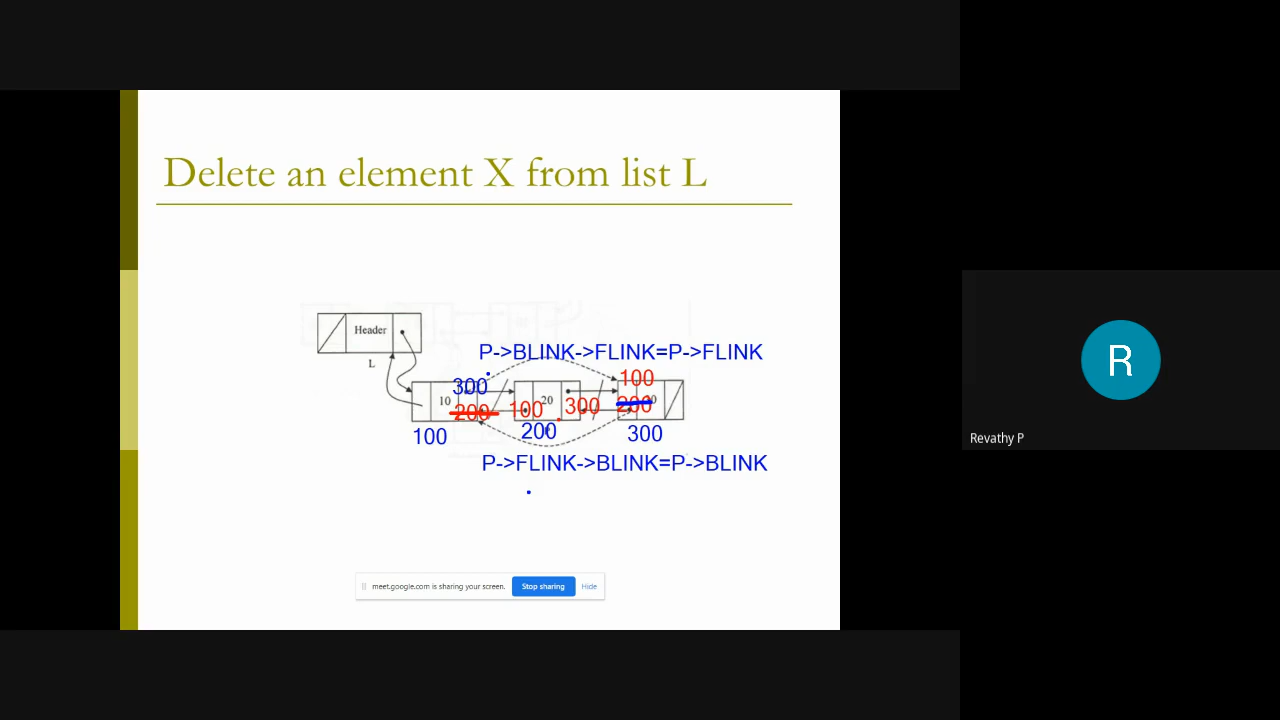 Delete an element X from list L
Header
L
P->BLINK->FLINK=P->FLINK
300 100
10 20
200 100 300 200
100 200 300
P->FLINK->BLINK=P->BLINK
meet.google.com is sharing your screen. Stop sharing Hide
R
Revathy P